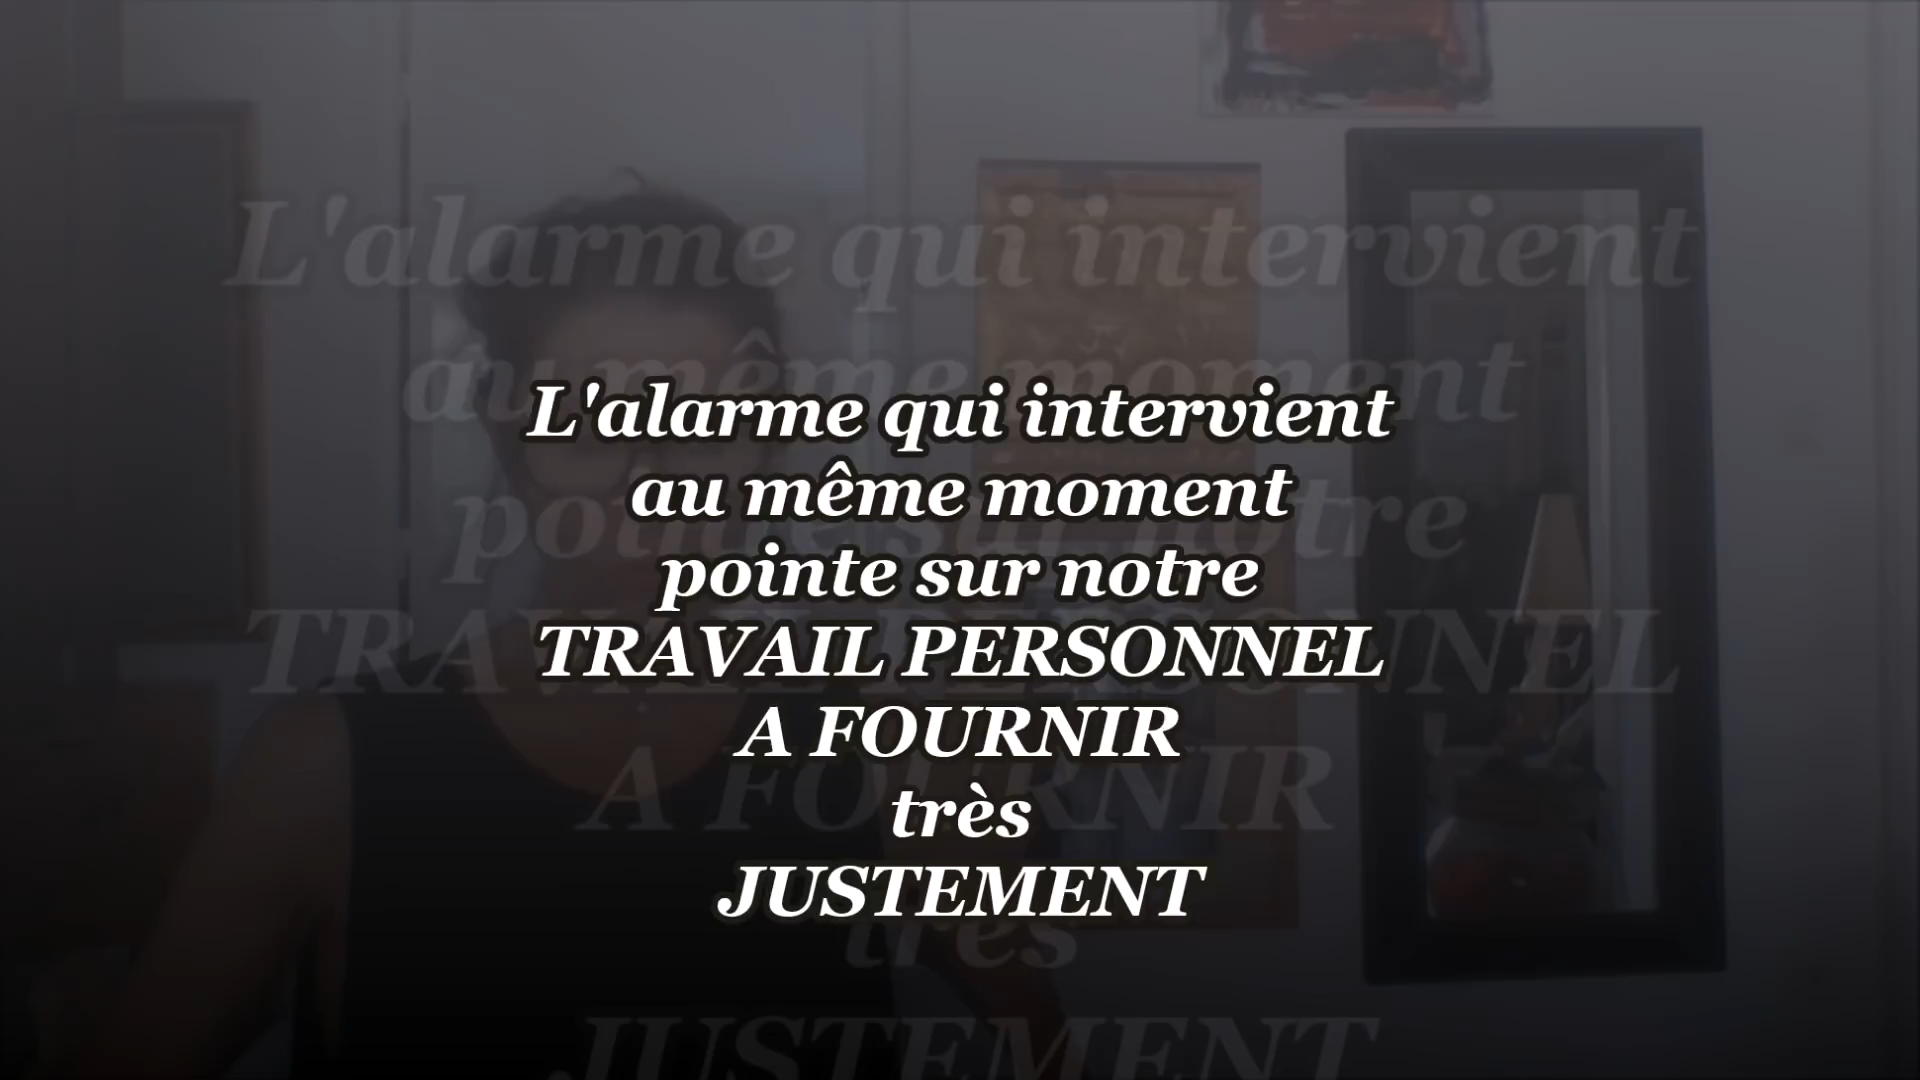 L'alarme qui intervient
au même moment
pointe sur notre
TRAVAIL PERSONNEL
A FOURNIR
très
JUSTEMENT